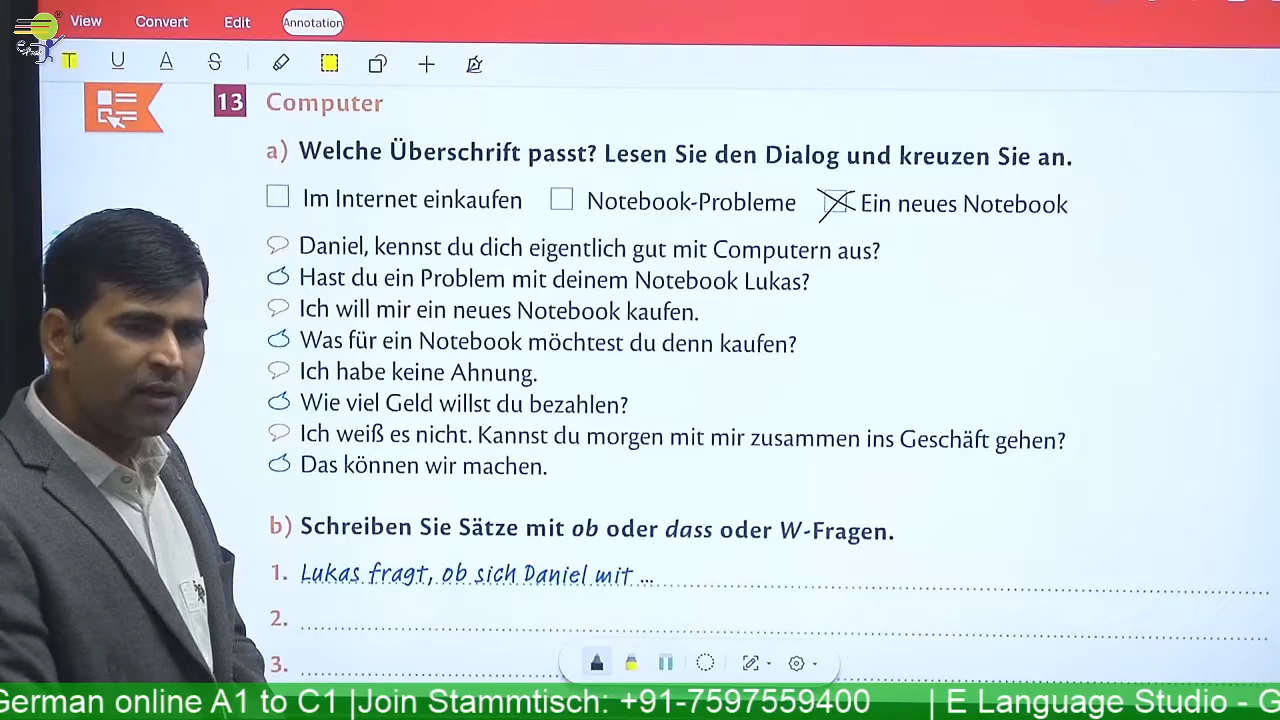 View Convert Edit Annotation
T U A S
13 Computer
a) Welche Überschrift passt? Lesen Sie den Dialog und kreuzen Sie an.
Im Internet einkaufen Notebook-Probleme Ein neues Notebook
Daniel, kennst du dich eigentlich gut mit Computern aus?
Hast du ein Problem mit deinem Notebook Lukas?
Ich will mir ein neues Notebook kaufen.
Was für ein Notebook möchtest du denn kaufen?
Ich habe keine Ahnung.
Wie viel Geld willst du bezahlen?
Ich weiß es nicht. Kannst du morgen mit mir zusammen ins Geschäft gehen?
Das können wir machen.
b) Schreiben Sie Sätze mit ob oder dass oder W-Fragen.
1. Lukas fragt, ob sich Daniel mit ...
2.
3.
German online A1 to C1 |Join Stammtisch: +91-7597559400 | E Language Studio - G